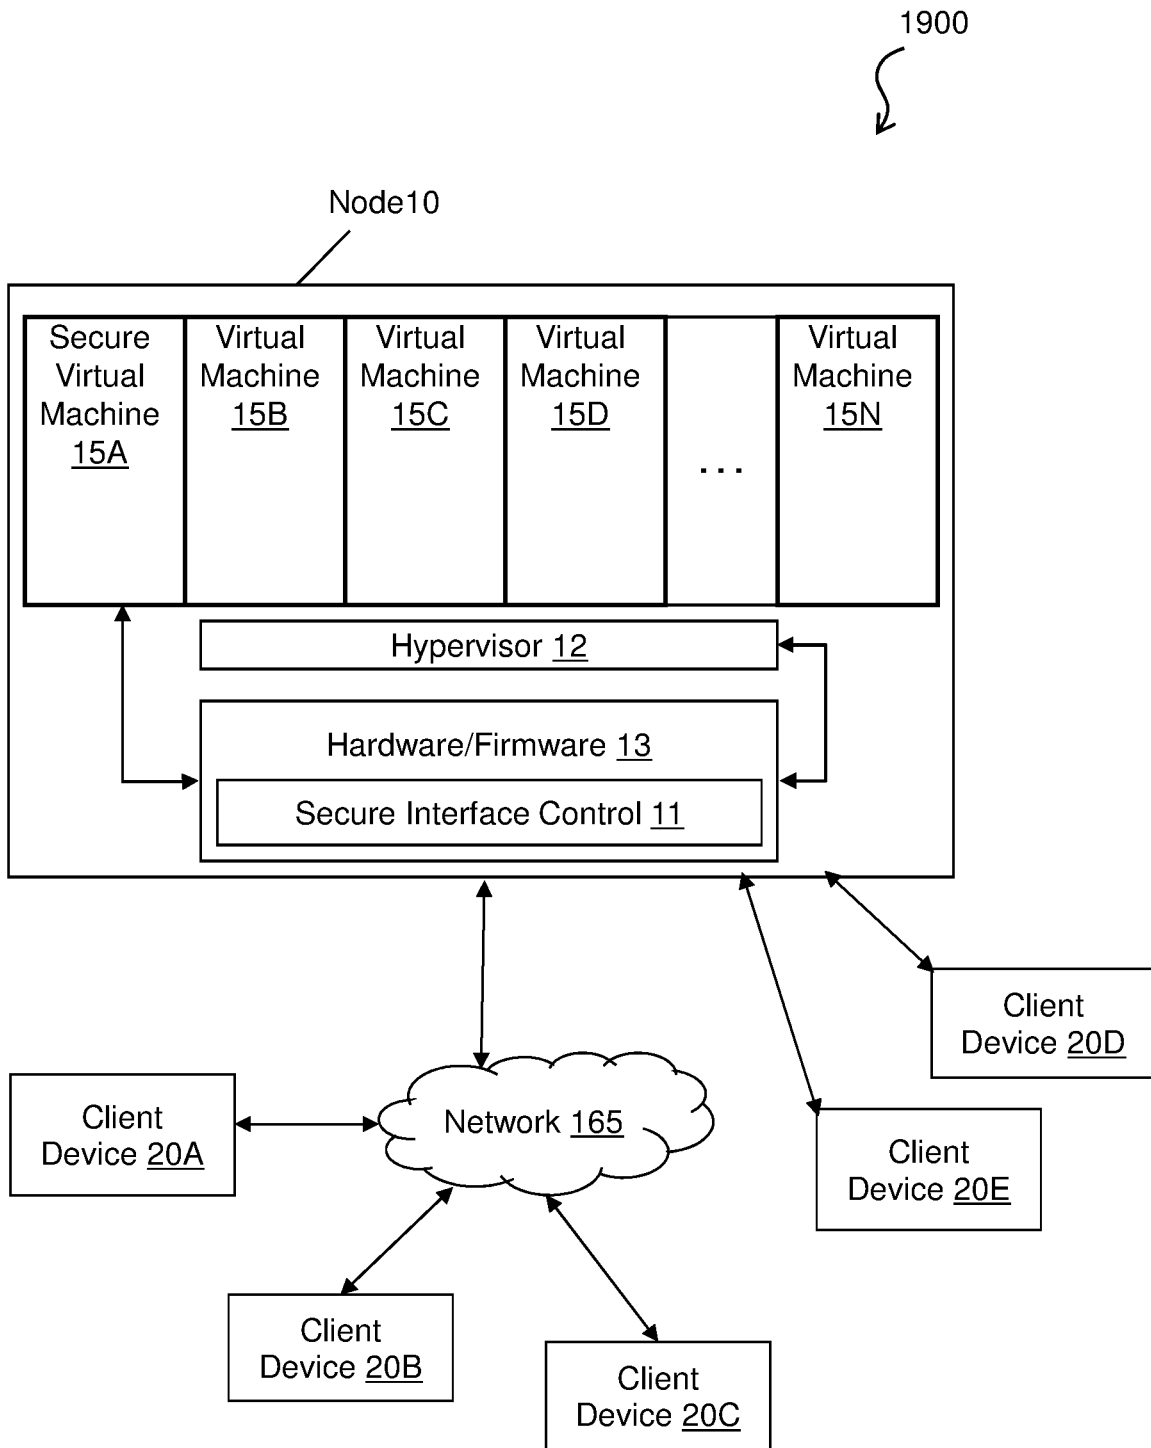 1900
Node10
Secure
Virtual
Machine
15A
Virtual
Machine
15B
Virtual
Machine
15C
Virtual
Machine
15D
...
Virtual
Machine
15N
Hypervisor 12
Hardware/Firmware 13
Secure Interface Control 11
Client
Device 20D
Client
Device 20A
Network 165
Client
Device 20E
Client
Device 20B
Client
Device 20C